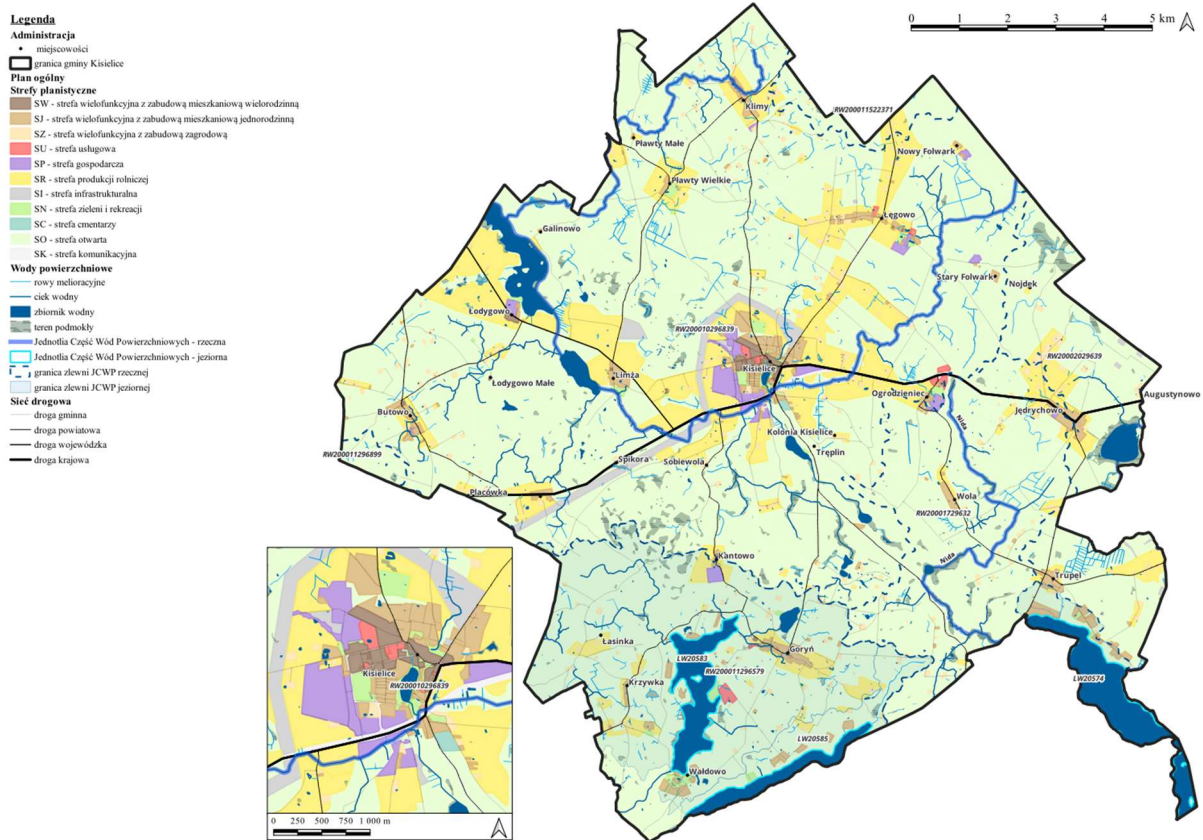 Legenda
Administracja
miejscowości
granica gminy Kisielice
Plan ogólny
Strefy planistyczne
SW - strefa wielofunkcyjna z zabudową mieszkaniową wielorodzinną
SJ - strefa wielofunkcyjna z zabudową mieszkaniową jednorodzinną
SZ - strefa wielofunkcyjna z zabudową zagrodową
SU - strefa usługowa
SP - strefa gospodarcza
SR - strefa produkcji rolniczej
SI - strefa infrastrukturalna
SN - strefa zieleni i rekreacji
SC - strefa cmentarzy
SO - strefa otwarta
SK - strefa komunikacyjna
Wody powierzchniowe
rowy melioracyjne
ciek wodny
zbiornik wodny
teren podmokły
Jednotlia Część Wód Powierzchniowych - rzeczna
Jednotlia Część Wód Powierzchniowych - jeziorna
granica zlewni JCWP rzecznej
granica zlewni JCWP jeziornej
Sieć drogowa
droga gminna
droga powiatowa
droga wojewódzka
droga krajowa
0 1 2 3 4 5 km
Klimy
RW200011522371
Pławty Małe
Nowy Folwark
Pławty Wielkie
Łęgowo
Galinowo
Stary Folwark
Nojdek
Łodygowo
RW200010296839
RW20002029639
Kisielice
Limża
Łodygowo Małe
Ogrodzieniec
Augustynowo
Butowo
Jędrychowo
Nida
Kolonia Kisielice
Tręplin
RW200011296899
Spikora
Sobiewola
Placówka
Wola
RW20001729632
Kantowo
Nida
Trupel
Łasinka
Goryń
LW20583
RW200011296579
Krzywka
LW20574
LW20585
Wałdowo
Kisielice
RW200010296839
0 250 500 750 1 000 m